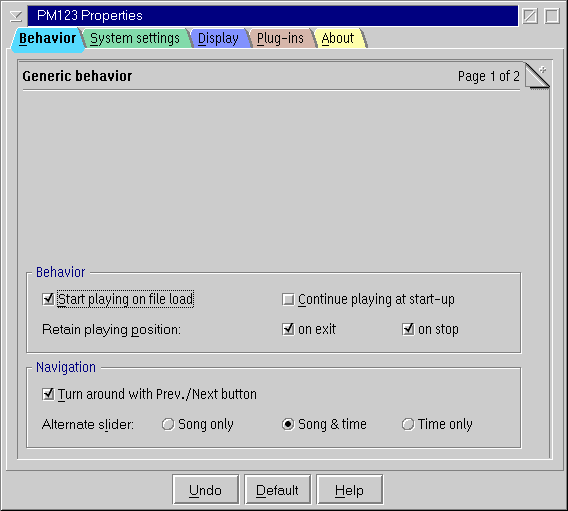 PM123 Properties
Behavior System settings Display Plug-ins About
Generic behavior Page 1 of 2
Behavior
Start playing on file load Continue playing at start-up
Retain playing position: on exit on stop
Navigation
Turn around with Prev./Next button
Alternate slider: Song only Song & time Time only
Undo Default Help